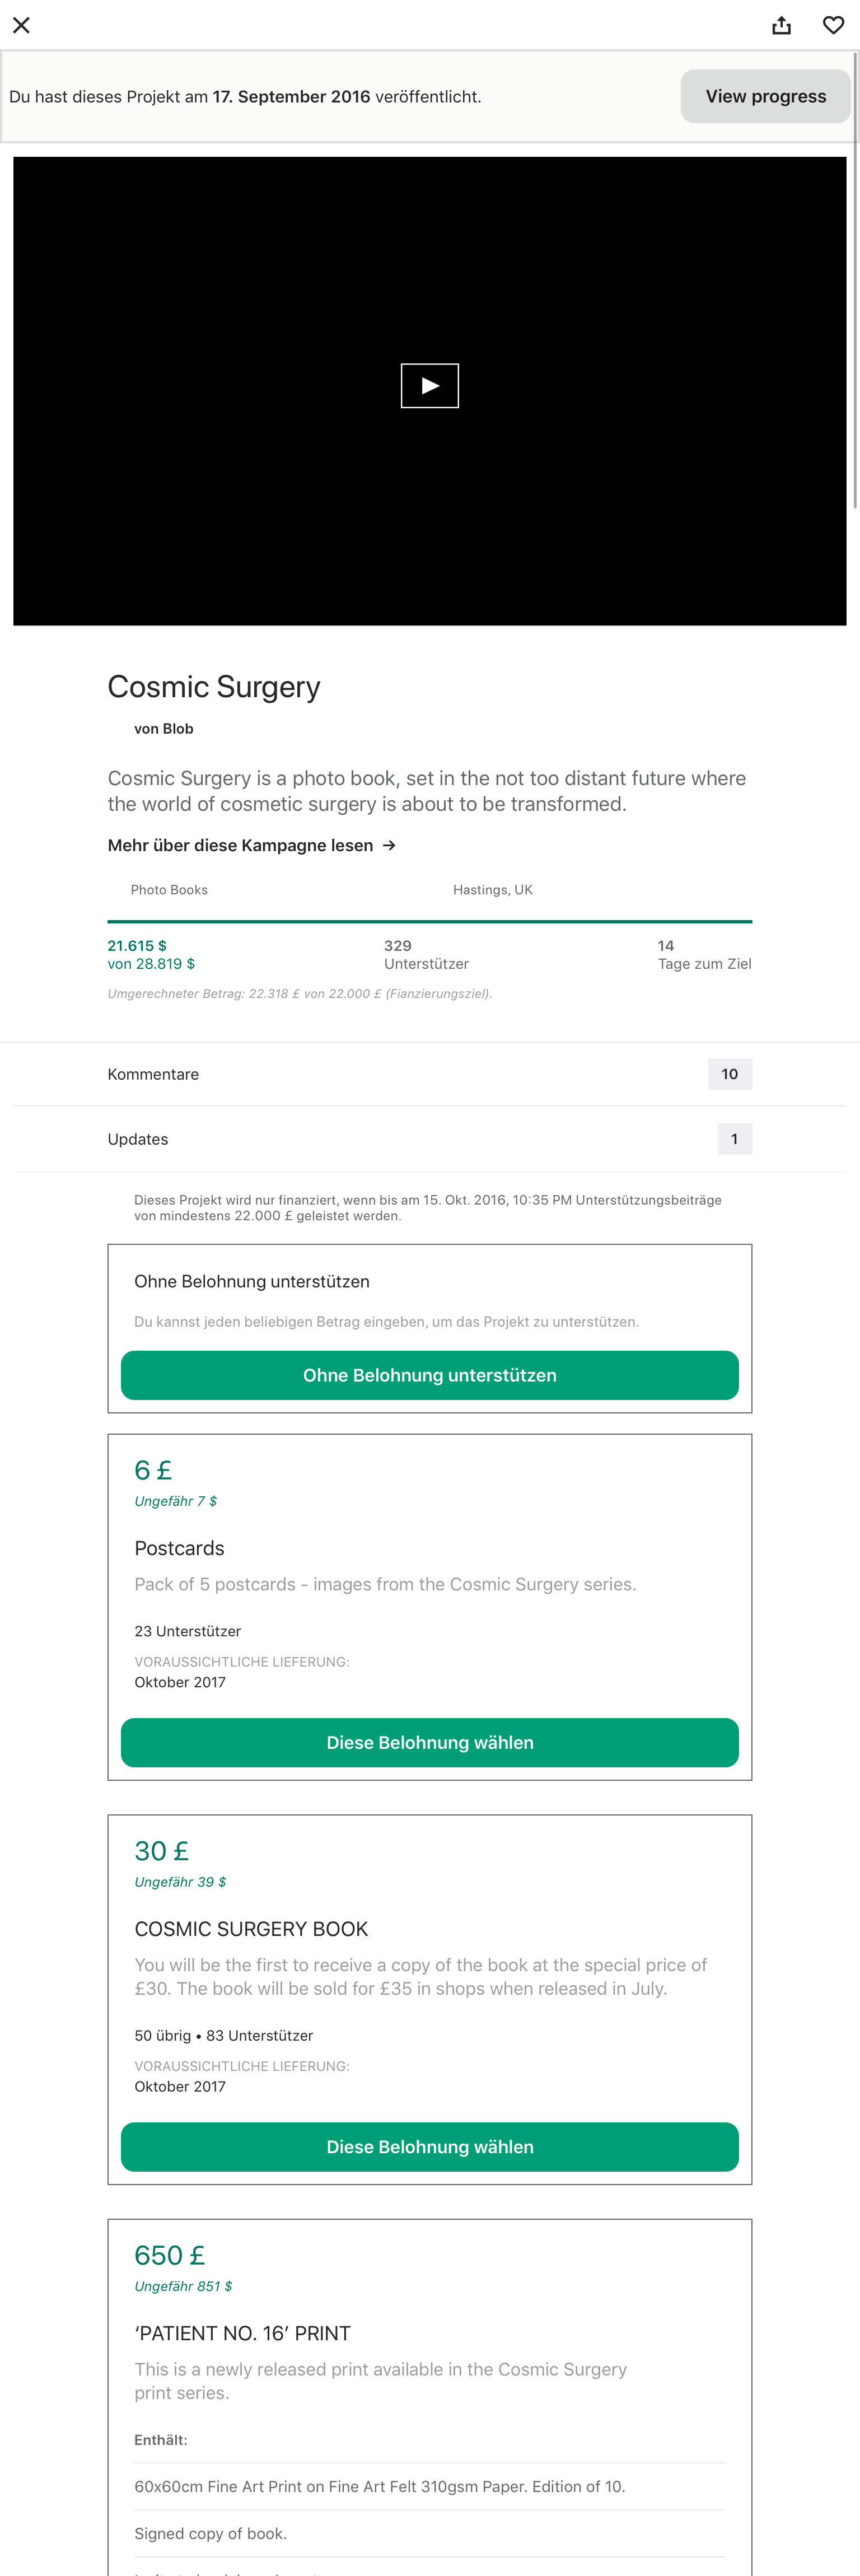 Du hast dieses Projekt am 17. September 2016 veröffentlicht.
View progress
Cosmic Surgery
von Blob
Cosmic Surgery is a photo book, set in the not too distant future where
the world of cosmetic surgery is about to be transformed.
Mehr über diese Kampagne lesen →
Photo Books
Hastings, UK
21.615 $
von 28.819 $
329
Unterstützer
14
Tage zum Ziel
Umgerechneter Betrag: 22.318 £ von 22.000 £ (Fianzierungsziel).
Kommentare
10
Updates
1
Dieses Projekt wird nur finanziert, wenn bis am 15. Okt. 2016, 10:35 PM Unterstützungsbeiträge
von mindestens 22.000 £ geleistet werden.
Ohne Belohnung unterstützen
Du kannst jeden beliebigen Betrag eingeben, um das Projekt zu unterstützen.
Ohne Belohnung unterstützen
6 £
Ungefähr 7 $
Postcards
Pack of 5 postcards - images from the Cosmic Surgery series.
23 Unterstützer
VORAUSSICHTLICHE LIEFERUNG:
Oktober 2017
Diese Belohnung wählen
30 £
Ungefähr 39 $
COSMIC SURGERY BOOK
You will be the first to receive a copy of the book at the special price of
£30. The book will be sold for £35 in shops when released in July.
50 übrig • 83 Unterstützer
VORAUSSICHTLICHE LIEFERUNG:
Oktober 2017
Diese Belohnung wählen
650 £
Ungefähr 851 $
‘PATIENT NO. 16’ PRINT
This is a newly released print available in the Cosmic Surgery
print series.
Enthält:
60x60cm Fine Art Print on Fine Art Felt 310gsm Paper. Edition of 10.
Signed copy of book.